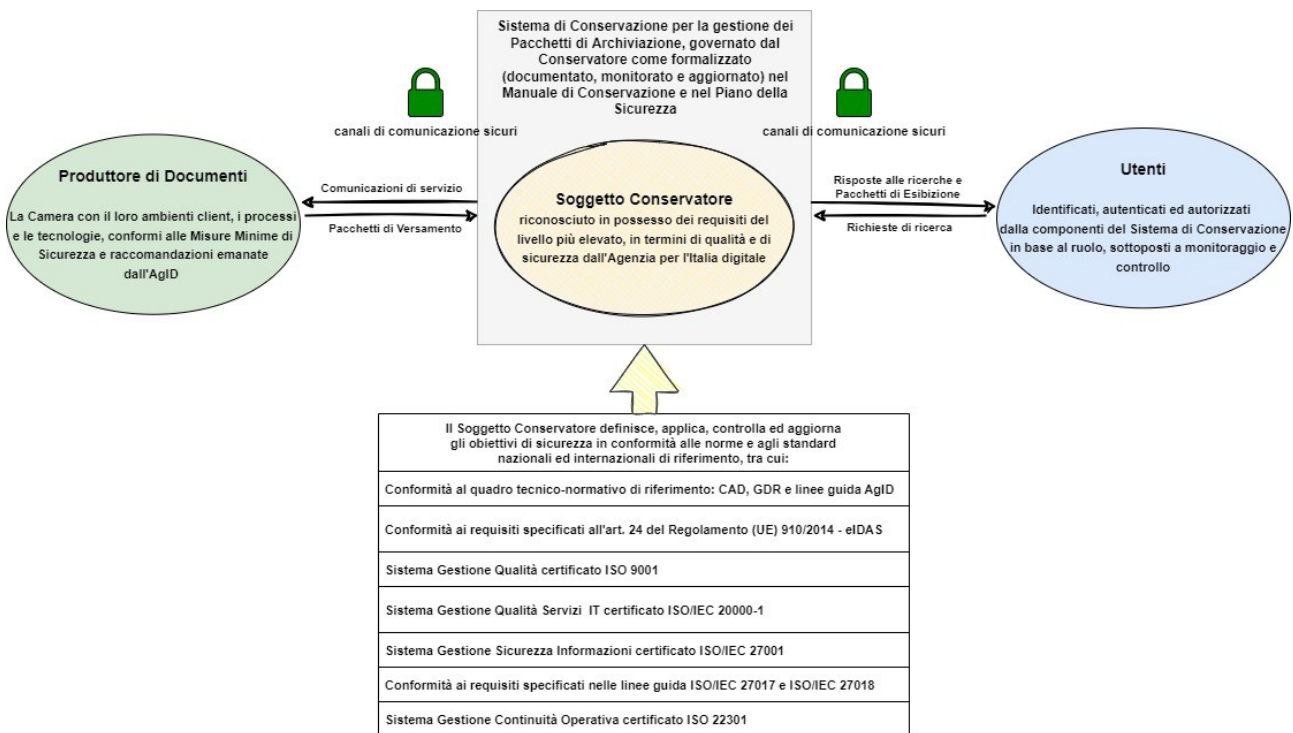 Sistema di Conservazione per la gestione dei
Pacchetti di Archiviazione, governato dal
Conservatore come formalizzato
(documentato, monitorato e aggiornato) nel
Manuale di Conservazione e nel Piano della
Sicurezza
canali di comunicazione sicuri
canali di comunicazione sicuri
Produttore di Documenti
La Camera con il loro ambienti client, i processi
e le tecnologie, conformi alle Misure Minime di
Sicurezza e raccomandazioni emanate
dall'AgID
Comunicazioni di servizio
Pacchetti di Versamento
Soggetto Conservatore
riconosciuto in possesso dei requisiti del
livello più elevato, in termini di qualità e di
sicurezza dall'Agenzia per l'Italia digitale
Risposte alle ricerche e
Pacchetti di Esibizione
Richieste di ricerca
Utenti
Identificati, autenticati ed autorizzati
dalla componenti del Sistema di Conservazione
in base al ruolo, sottoposti a monitoraggio e
controllo
Il Soggetto Conservatore definisce, applica, controlla ed aggiorna
gli obiettivi di sicurezza in conformità alle norme e agli standard
nazionali ed internazionali di riferimento, tra cui:
Conformità al quadro tecnico-normativo di riferimento: CAD, GDR e linee guida AgID
Conformità ai requisiti specificati all'art. 24 del Regolamento (UE) 910/2014 - eIDAS
Sistema Gestione Qualità certificato ISO 9001
Sistema Gestione Qualità Servizi IT certificato ISO/IEC 20000-1
Sistema Gestione Sicurezza Informazioni certificato ISO/IEC 27001
Conformità ai requisiti specificati nelle linee guida ISO/IEC 27017 e ISO/IEC 27018
Sistema Gestione Continuità Operativa certificato ISO 22301